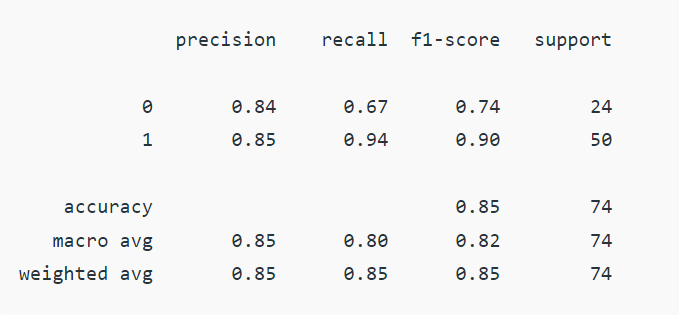 precision recall f1-score support
0 0.84 0.67 0.74 24
1 0.85 0.94 0.90 50
accuracy 0.85 74
macro avg 0.85 0.80 0.82 74
weighted avg 0.85 0.85 0.85 74